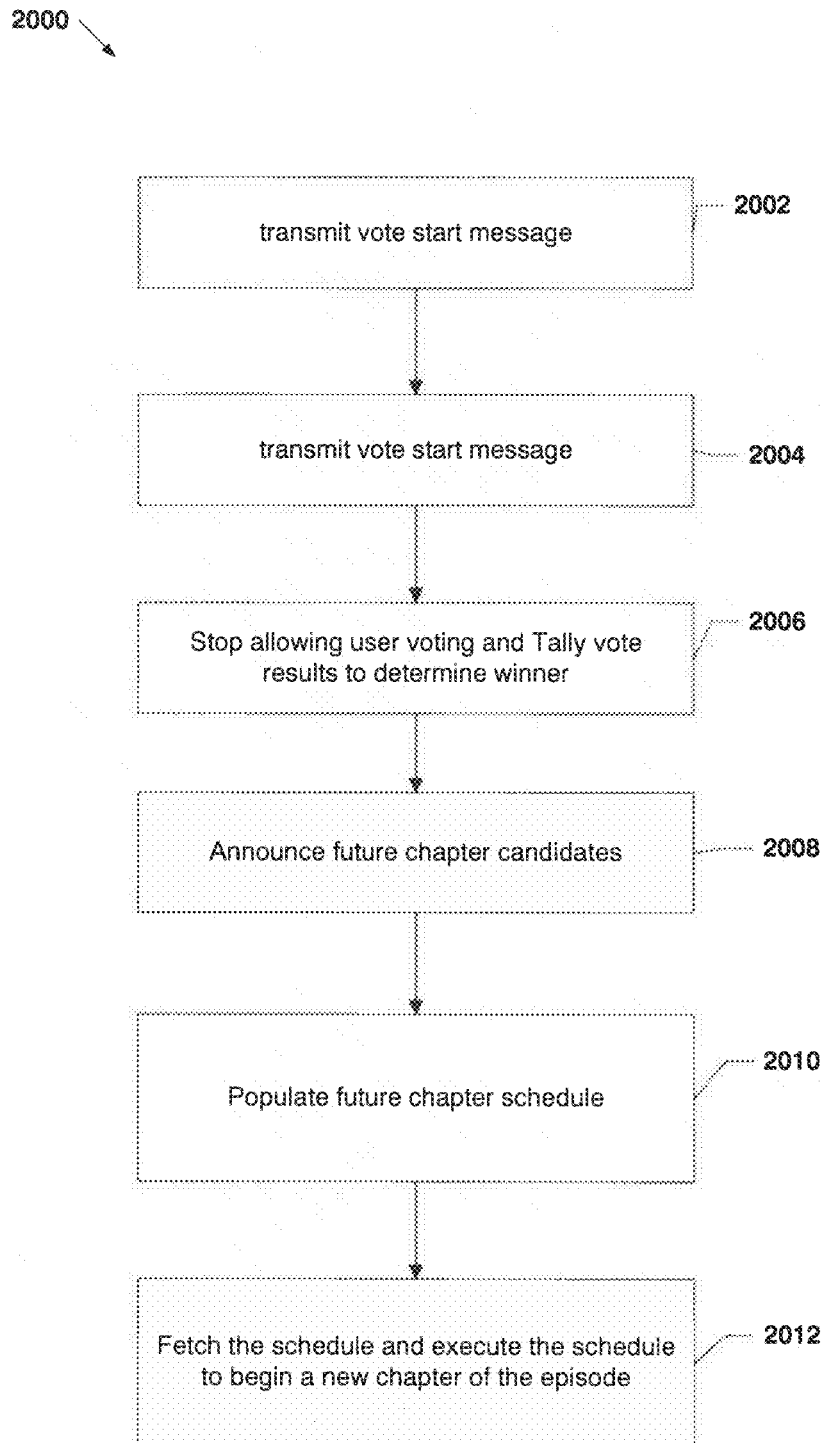 2000
transmit vote start message
2002
transmit vote start message
2004
Stop allowing user voting and Tally vote
results to determine winner
2006
Announce future chapter candidates
2008
Populate future chapter schedule
2010
Fetch the schedule and execute the schedule
to begin a new chapter of the episode
2012